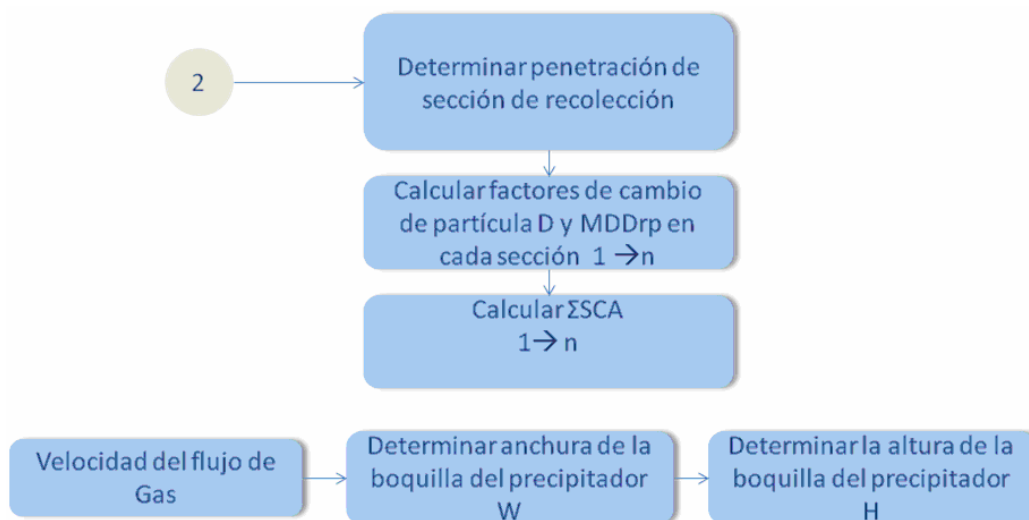 2
Determinar penetración de
sección de recolección
Calcular factores de cambio
de partícula D y MDDrp en
cada sección 1 →n
Calcular ΣSCA
1→ n
Velocidad del flujo de
Gas
Determinar anchura de la
boquilla del precipitador
W
Determinar la altura de la
boquilla del precipitador
H